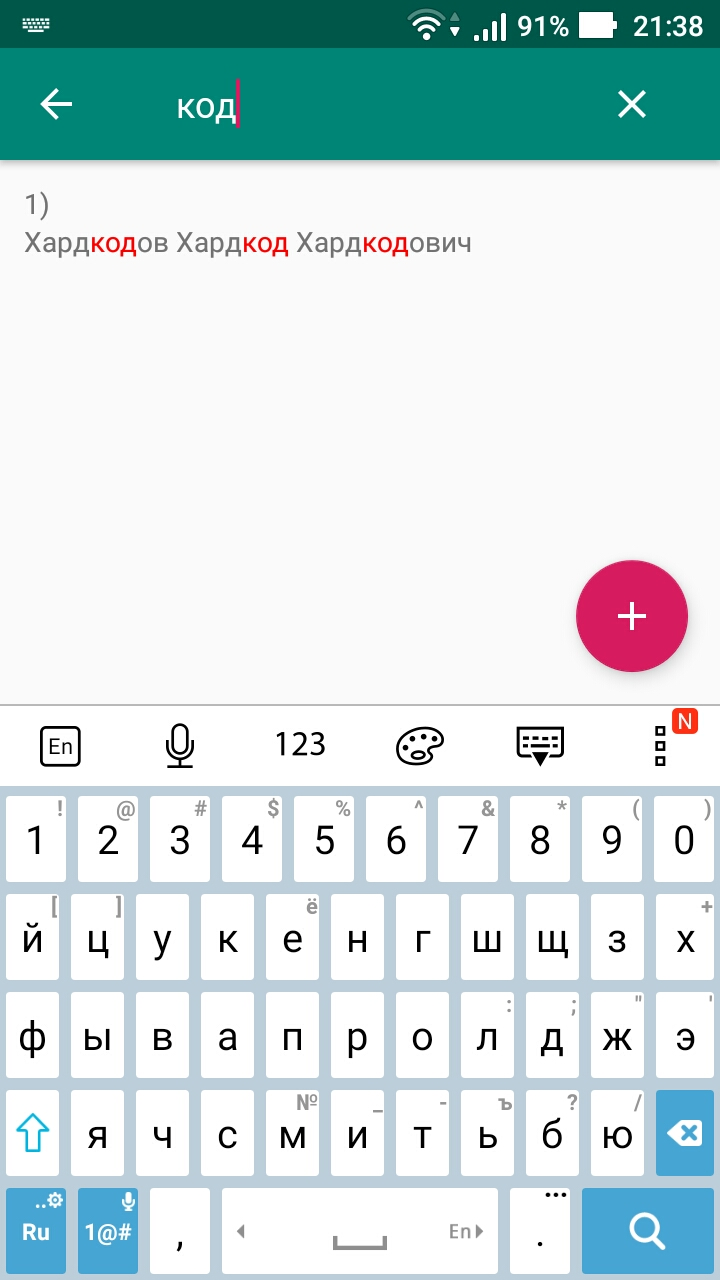 91% 21:38
код
1)
Хардкодов Хардкод Хардкодович
+
En 123 N
! @ # $ % ^ & * ( )
1 2 3 4 5 6 7 8 9 0
[ ] ё +
й ц у к е н г ш щ з х
: ; " '
ф ы в а п р о л д ж э
№ _ - ъ ? /
я ч с м и т ь б ю
.. ...
Ru 1@# , En .